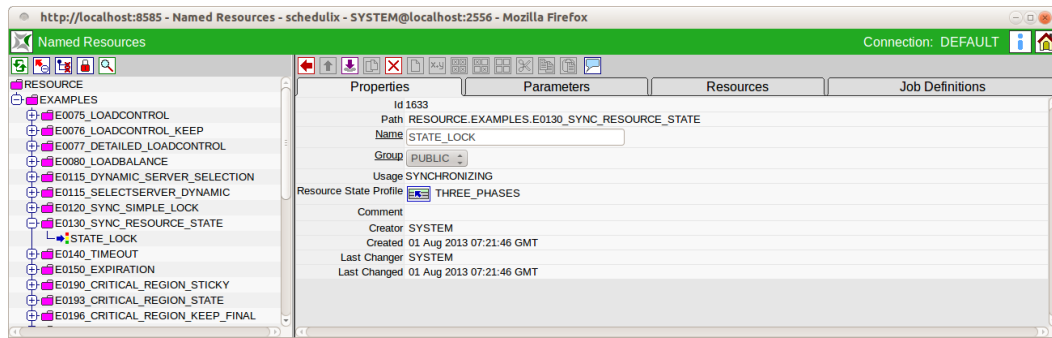 http://localhost:8585 - Named Resources - schedulix - SYSTEM@localhost:2556 - Mozilla Firefox
Named Resources
Connection: DEFAULT
RESOURCE
EXAMPLES
E0075_LOADCONTROL
E0076_LOADCONTROL_KEEP
E0077_DETAILED_LOADCONTROL
E0080_LOADBALANCE
E0115_DYNAMIC_SERVER_SELECTION
E0115_SELECTSERVER_DYNAMIC
E0120_SYNC_SIMPLE_LOCK
E0130_SYNC_RESOURCE_STATE
STATE_LOCK
E0140_TIMEOUT
E0150_EXPIRATION
E0190_CRITICAL_REGION_STICKY
E0193_CRITICAL_REGION_STATE
E0196_CRITICAL_REGION_KEEP_FINAL
Properties Parameters Resources Job Definitions
Id 1633
Path RESOURCE.EXAMPLES.E0130_SYNC_RESOURCE_STATE
Name STATE_LOCK
Group PUBLIC
Usage SYNCHRONIZING
Resource State Profile THREE_PHASES
Comment
Creator SYSTEM
Created 01 Aug 2013 07:21:46 GMT
Last Changer SYSTEM
Last Changed 01 Aug 2013 07:21:46 GMT